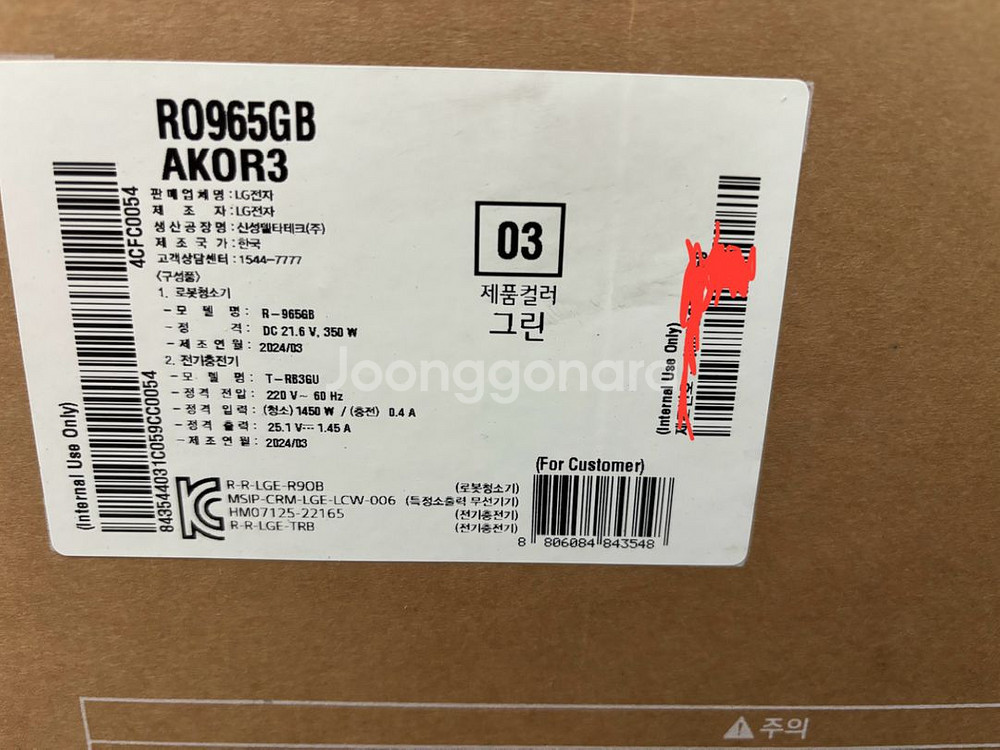 RO965GB
AKOR3
판매업체명 : LG전자
제 조 자 : LG전자
생산공장명 : 신성델타테크(주)
제조국가 : 한국
고객상담센터 : 1544-7777
〈구성품〉
1. 로봇청소기
- 모 델 명 : R-965GB
- 정 격 : DC 21.6 V, 350 W
- 제조연월 : 2024/03
2. 전기충전기
- 모 델 명 : T-RB3GU
- 정격 전압 : 220 V~ 60 Hz
- 정격 입력 : (청소) 1450 W / (충전) 0.4 A
- 정격 출력 : 25.1 V⎓ 1.45 A
- 제조연월 : 2024/03
R-R-LGE-R9OB (로봇청소기)
MSIP-CRM-LGE-LCW-006 (특정소출력 무선기기)
HM07125-22165 (전기충전기)
R-R-LGE-TRB (전기충전기)
03
제품컬러
그린
(For Customer)
8 806084 843548
(Internal Use Only)
4CFC0054
843544031C059CC0054
(Internal Use Only)
Joonggonara
주의